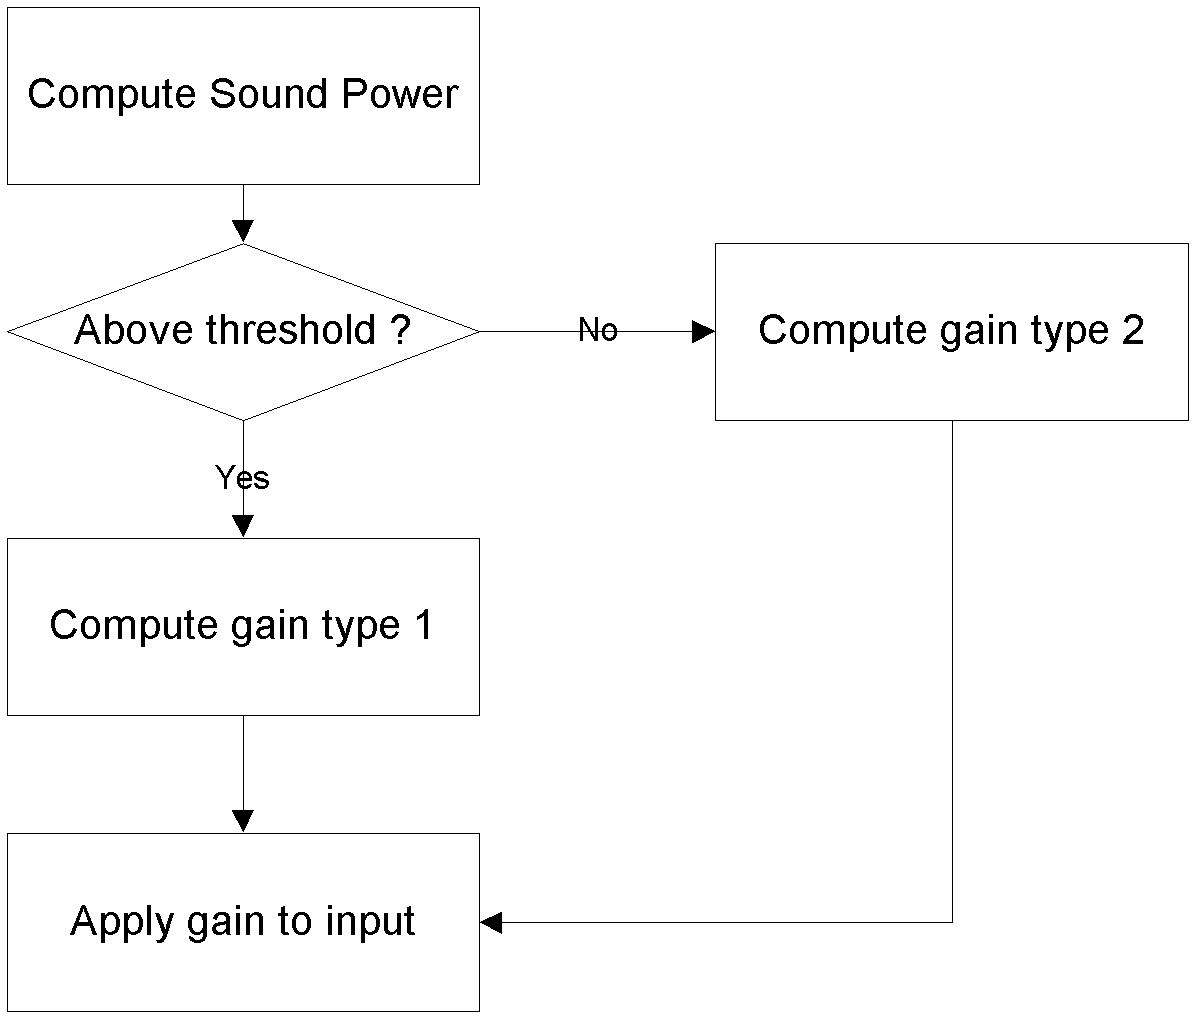 Compute Sound Power
Above threshold ?
No
Compute gain type 2
Yes
Compute gain type 1
Apply gain to input